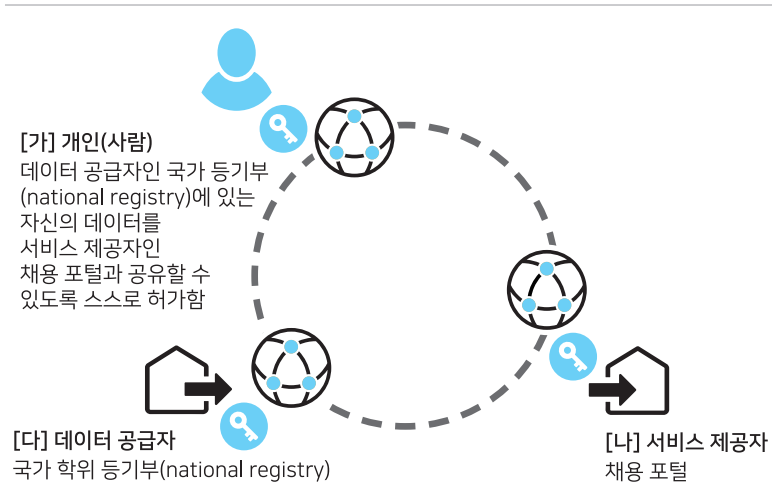 [가] 개인(사람)
데이터 공급자인 국가 등기부
(national registry)에 있는
자신의 데이터를
서비스 제공자인
채용 포털과 공유할 수
있도록 스스로 허가함
[다] 데이터 공급자
국가 학위 등기부(national registry)
[나] 서비스 제공자
채용 포털